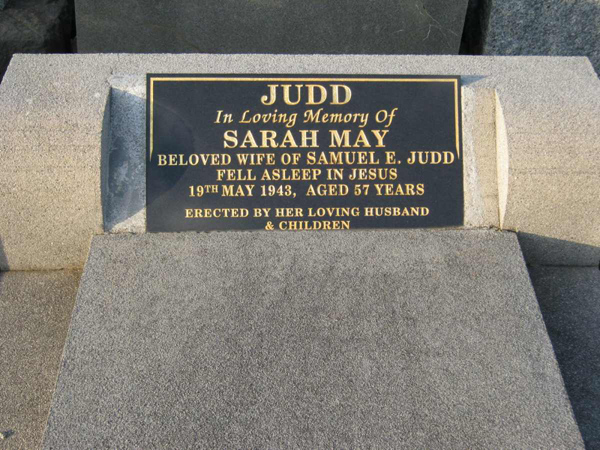 JUDD
In Loving Memory Of
SARAH MAY
BELOVED WIFE OF SAMUEL E. JUDD
FELL ASLEEP IN JESUS
19TH MAY 1943, AGED 57 YEARS
ERECTED BY HER LOVING HUSBAND
& CHILDREN